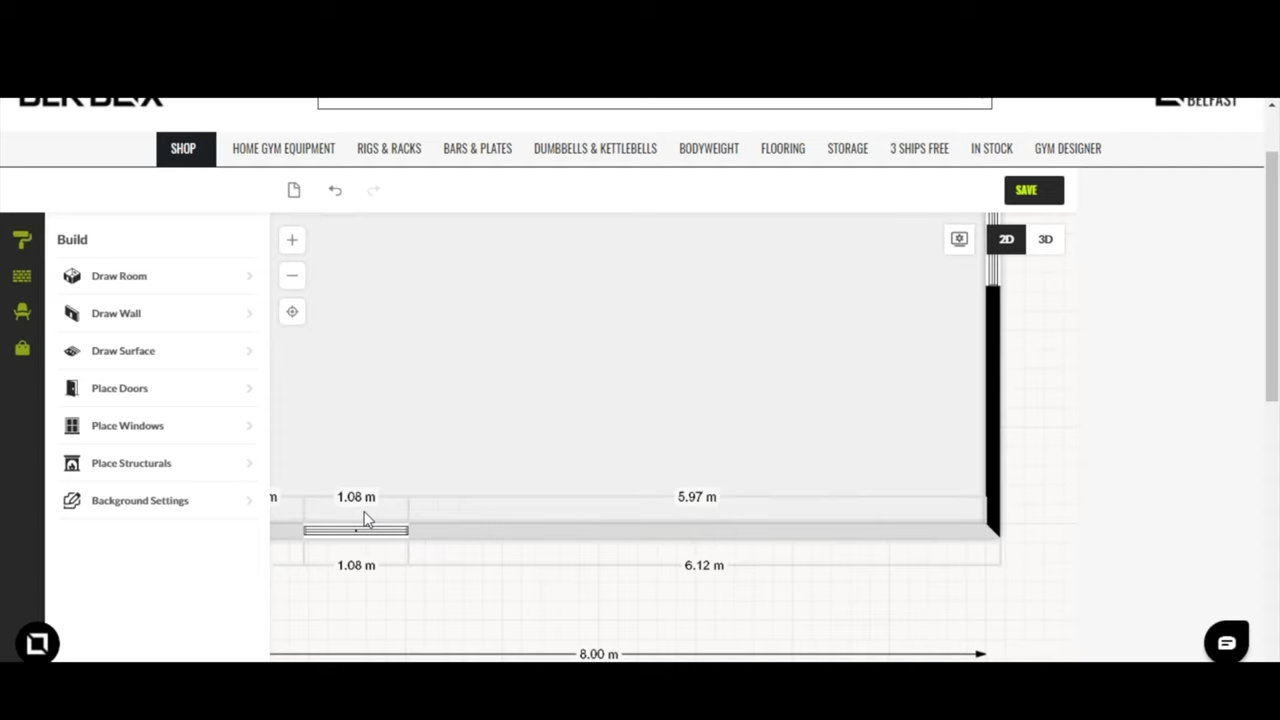 BELFAST
SHOP
HOME GYM EQUIPMENT
RIGS & RACKS
BARS & PLATES
DUMBBELLS & KETTLEBELLS
BODYWEIGHT
FLOORING
STORAGE
3 SHIPS FREE
IN STOCK
GYM DESIGNER
SAVE
Build
2D
3D
Draw Room
Draw Wall
Draw Surface
Place Doors
Place Windows
Place Structurals
Background Settings
m
1.08 m
5.97 m
1.08 m
6.12 m
8.00 m